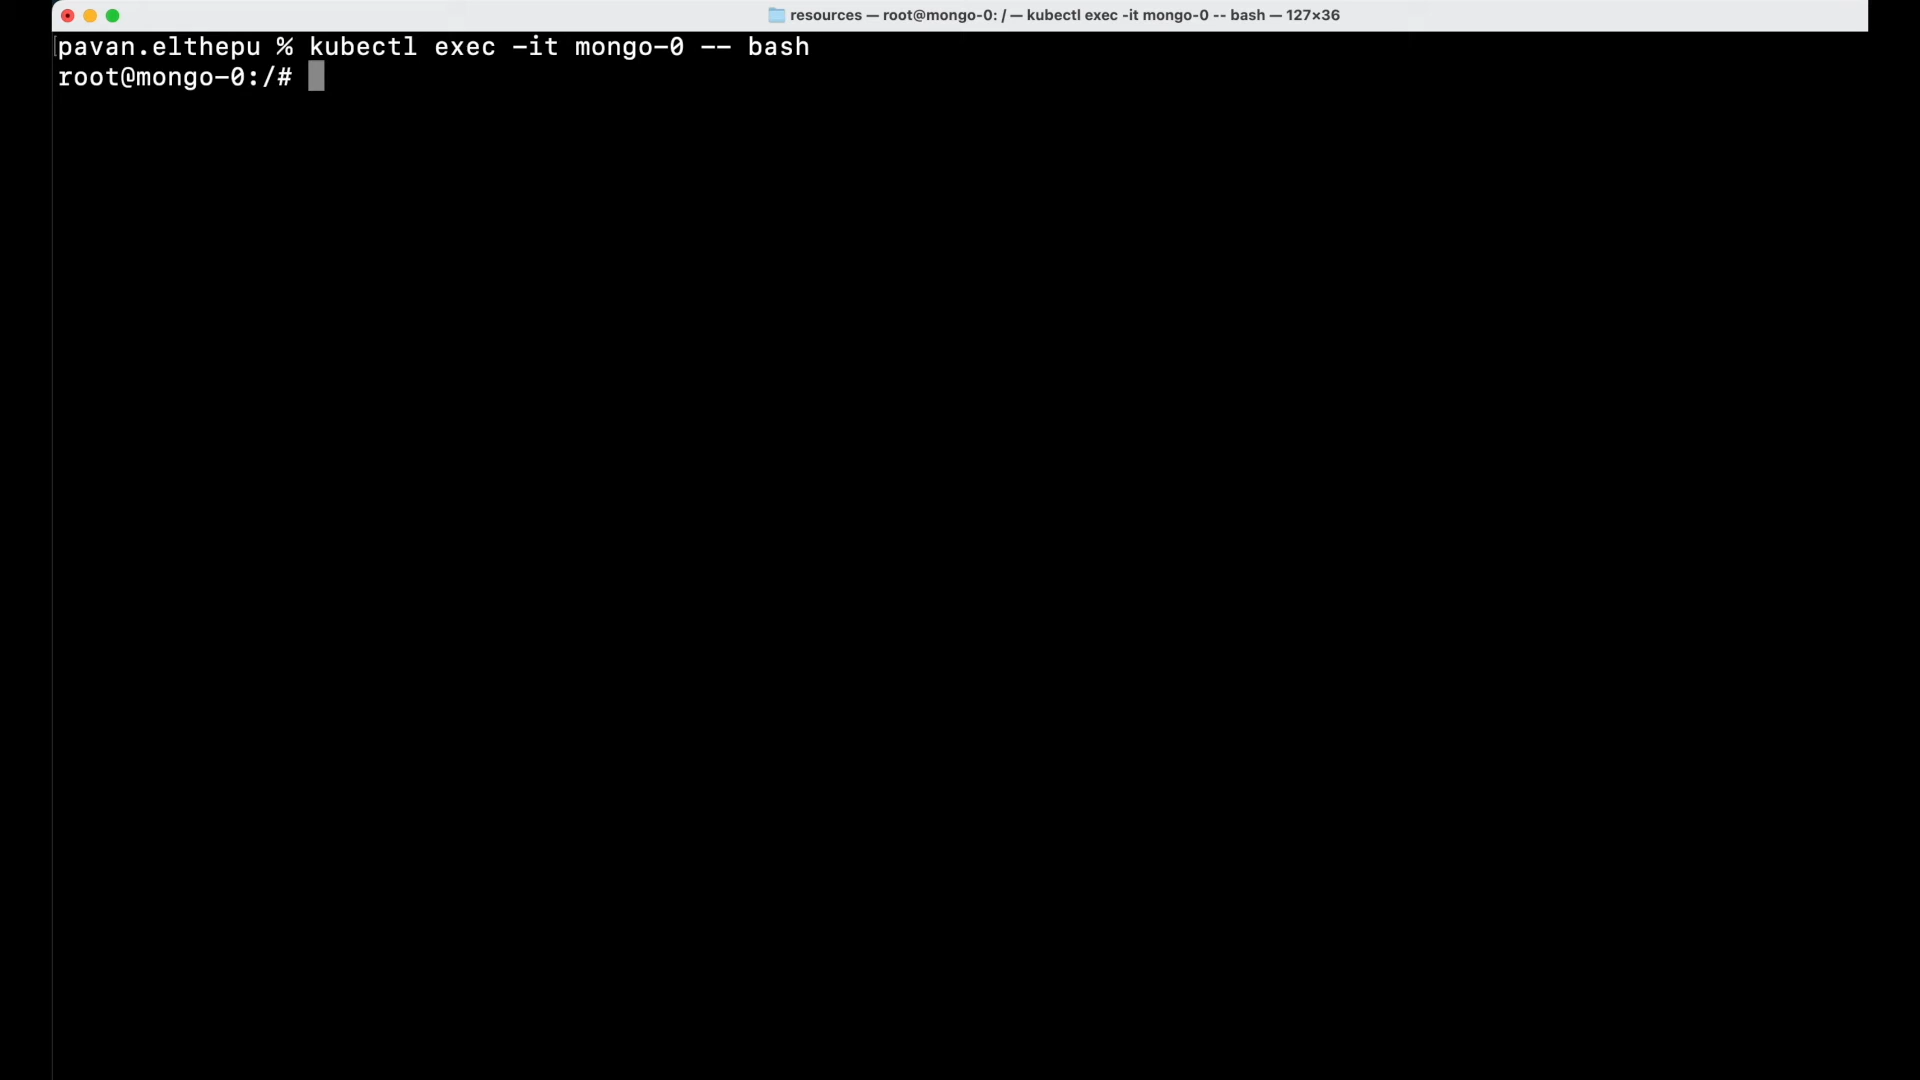 resources — root@mongo-0: / — kubectl exec -it mongo-0 -- bash — 127×36
pavan.elthepu % kubectl exec -it mongo-0 -- bash
root@mongo-0:/#